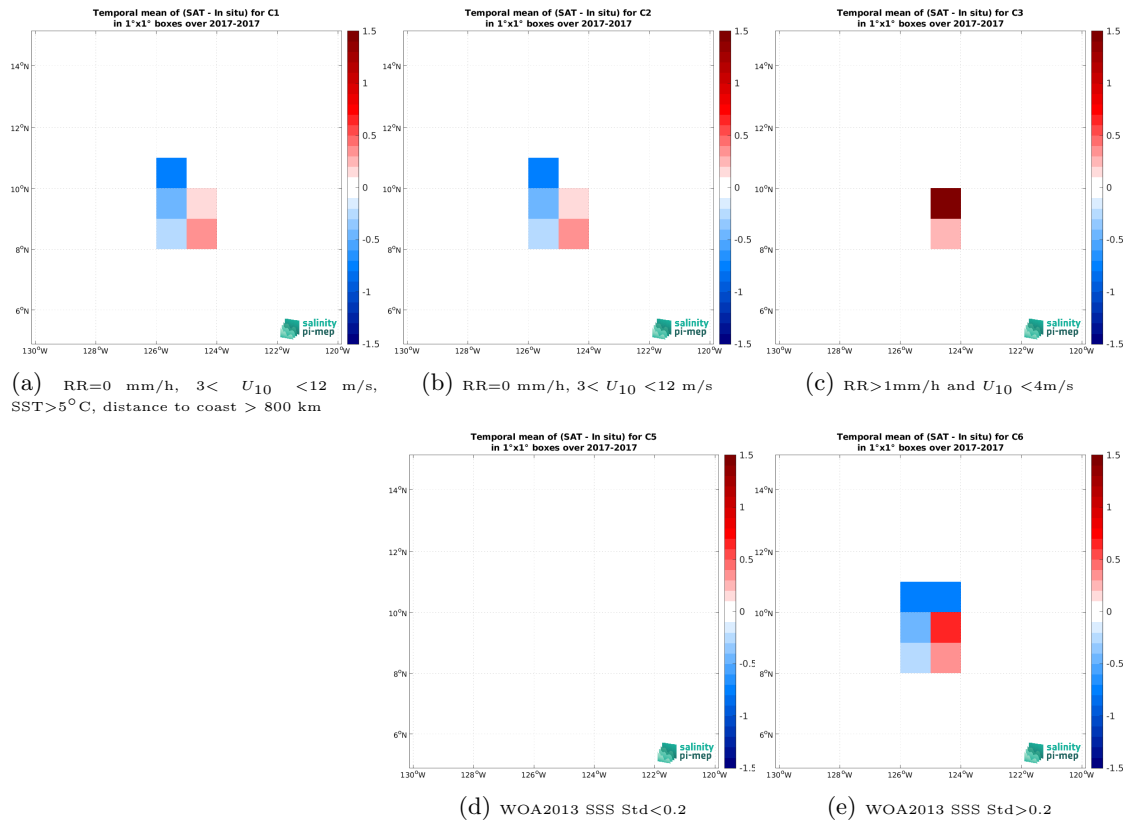 Temporal mean of (SAT - In situ) for C1
in 1°x1° boxes over 2017-2017
14°N
12°N
10°N
8°N
6°N
130°W 128°W 126°W 124°W 122°W 120°W
1.5
1
0.5
0
-0.5
-1
-1.5
salinity
pi-mep
(a) RR=0 mm/h, 3< U10 <12 m/s,
SST>5°C, distance to coast > 800 km
Temporal mean of (SAT - In situ) for C2
in 1°x1° boxes over 2017-2017
14°N
12°N
10°N
8°N
6°N
130°W 128°W 126°W 124°W 122°W 120°W
1.5
1
0.5
0
-0.5
-1
-1.5
salinity
pi-mep
(b) RR=0 mm/h, 3< U10 <12 m/s
Temporal mean of (SAT - In situ) for C3
in 1°x1° boxes over 2017-2017
14°N
12°N
10°N
8°N
6°N
130°W 128°W 126°W 124°W 122°W 120°W
1.5
1
0.5
0
-0.5
-1
-1.5
salinity
pi-mep
(c) RR>1mm/h and U10 <4m/s
Temporal mean of (SAT - In situ) for C5
in 1°x1° boxes over 2017-2017
14°N
12°N
10°N
8°N
6°N
130°W 128°W 126°W 124°W 122°W 120°W
1.5
1
0.5
0
-0.5
-1
-1.5
salinity
pi-mep
(d) WOA2013 SSS Std<0.2
Temporal mean of (SAT - In situ) for C6
in 1°x1° boxes over 2017-2017
14°N
12°N
10°N
8°N
6°N
130°W 128°W 126°W 124°W 122°W 120°W
1.5
1
0.5
0
-0.5
-1
-1.5
salinity
pi-mep
(e) WOA2013 SSS Std>0.2